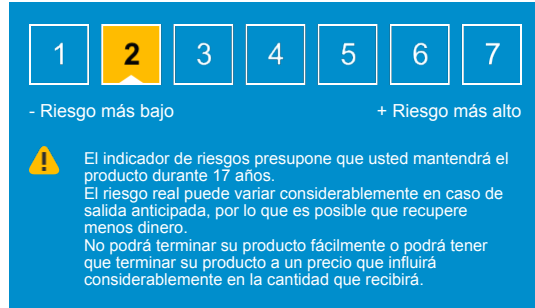 1 2 3 4 5 6 7
- Riesgo más bajo + Riesgo más alto
El indicador de riesgos presupone que usted mantendrá el
producto durante 17 años.
El riesgo real puede variar considerablemente en caso de
salida anticipada, por lo que es posible que recupere
menos dinero.
No podrá terminar su producto fácilmente o podrá tener
que terminar su producto a un precio que influirá
considerablemente en la cantidad que recibirá.